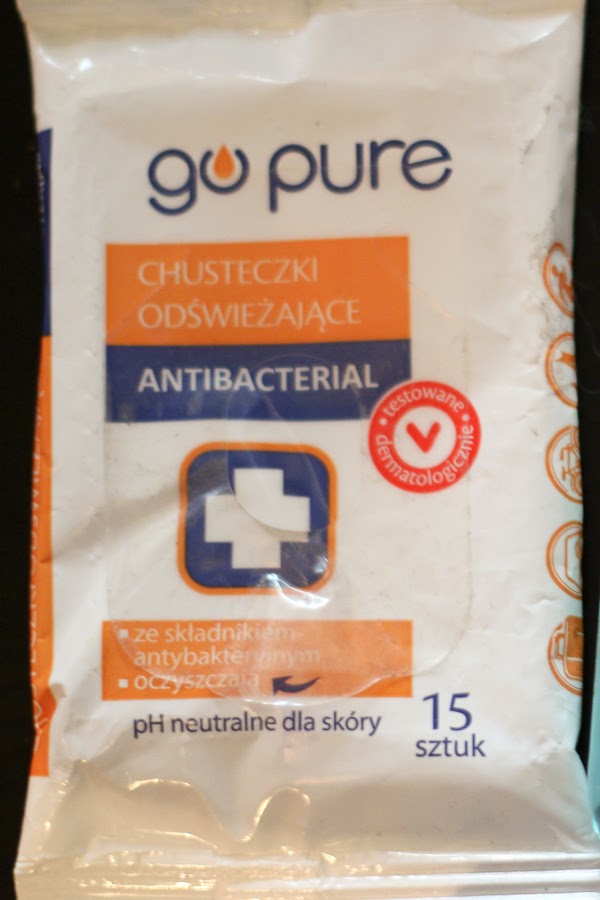 go pure
CHUSTECZKI
ODŚWIEŻAJĄCE
ANTIBACTERIAL
testowane
dermatologicznie
ze składnikiem
antybakteryjnym
oczyszczają
pH neutralne dla skóry
15
sztuk